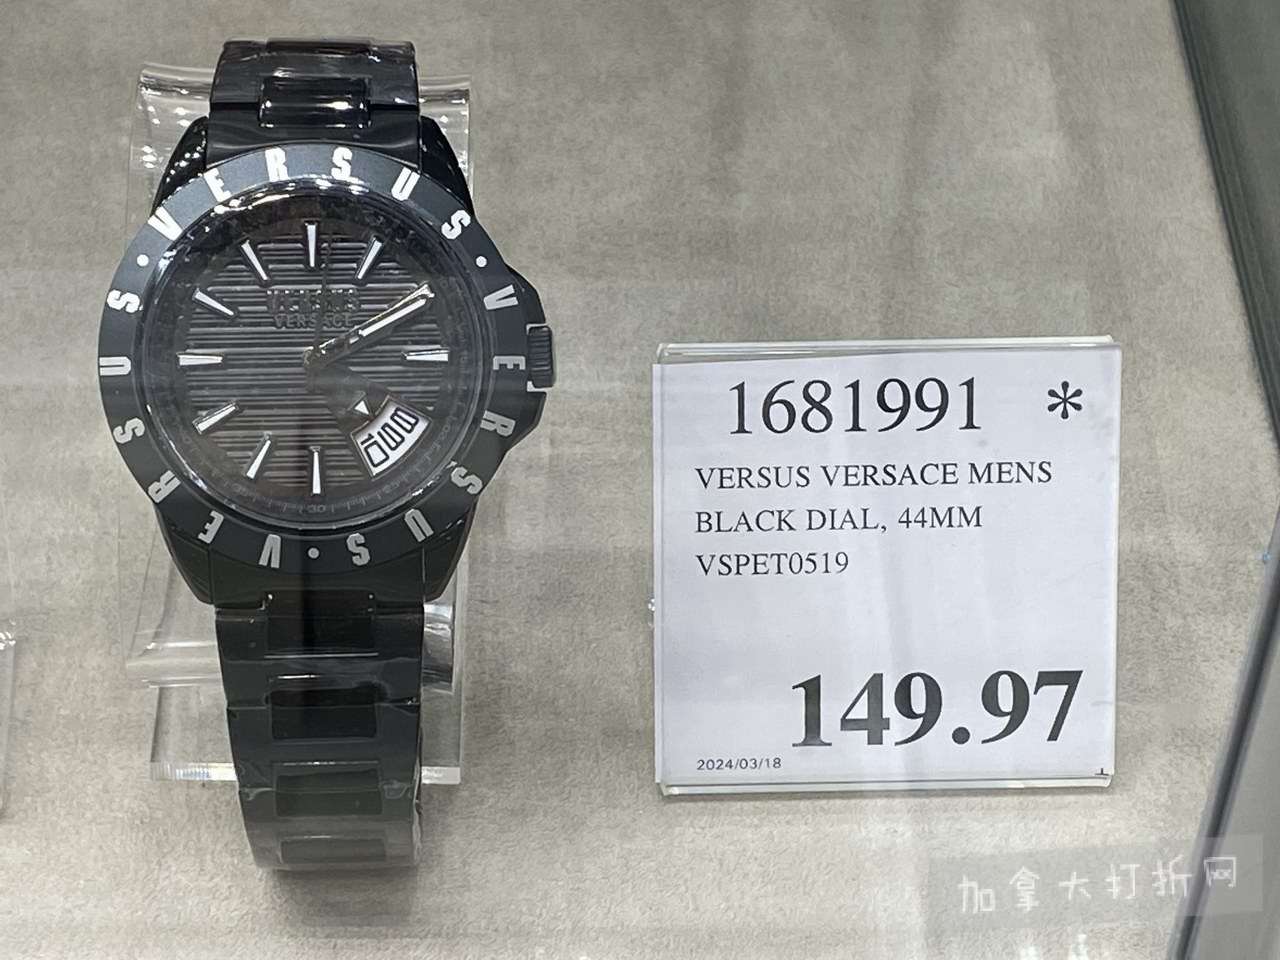 VERSUS • VERSUS • VERSUS
VERSUS
VERSACE
30
1681991 *
VERSUS VERSACE MENS
BLACK DIAL, 44MM
VSPET0519
149.97
2024/03/18
加拿大打折网